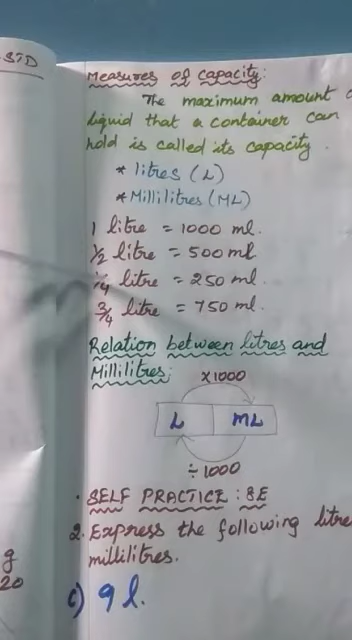 STD
Measures of capacity:
The maximum amount
liquid that a container can
hold is called its capacity.
* litres (L)
* Millilitres (ML)
1 litre = 1000 ml.
1/2 litre = 500 ml
1/4 litre = 250 ml.
3/4 litre = 750 ml.
Relation between litres and
Millilitres:
x1000
L ML
÷1000
SELF PRACTICE : 8E
2. Express the following litre
millilitres.
g
20
c) 9 l.